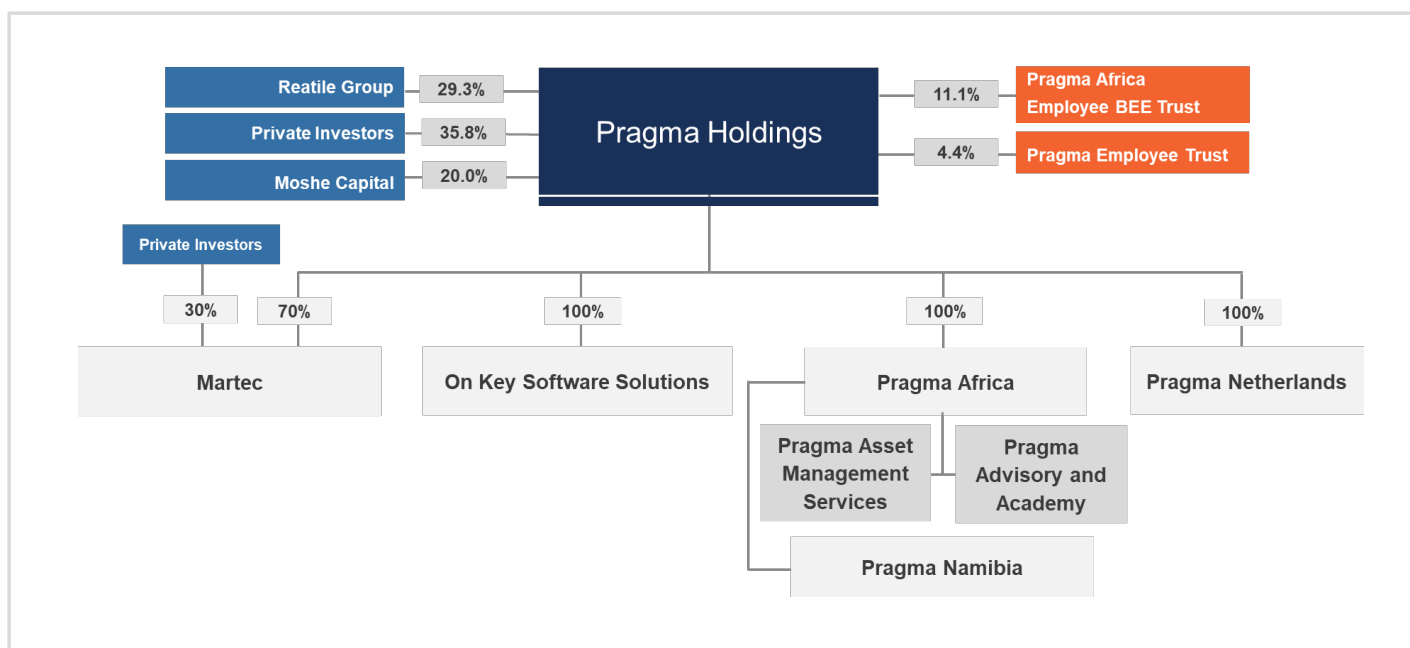 Reatile Group
29.3%
Private Investors
35.8%
Moshe Capital
20.0%
Pragma Holdings
11.1%
Pragma Africa
Employee BEE Trust
4.4%
Pragma Employee Trust
Private Investors
30%
70%
100%
100%
100%
Martec
On Key Software Solutions
Pragma Africa
Pragma Netherlands
Pragma Asset
Management
Services
Pragma
Advisory and
Academy
Pragma Namibia